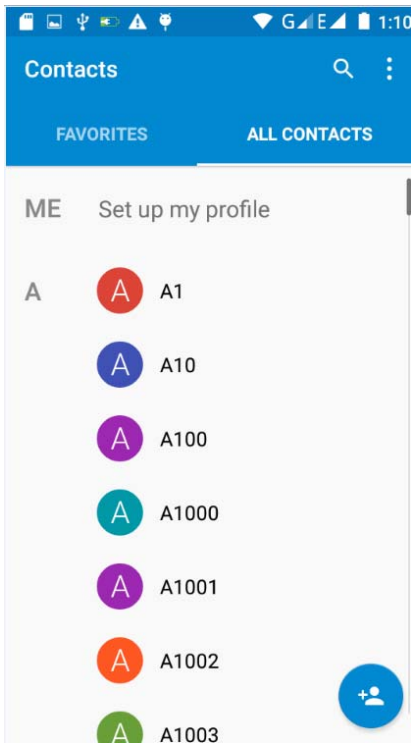 G E 1:10
Contacts
FAVORITES ALL CONTACTS
ME Set up my profile
A A A1
A A10
A A100
A A1000
A A1001
A A1002
A A1003